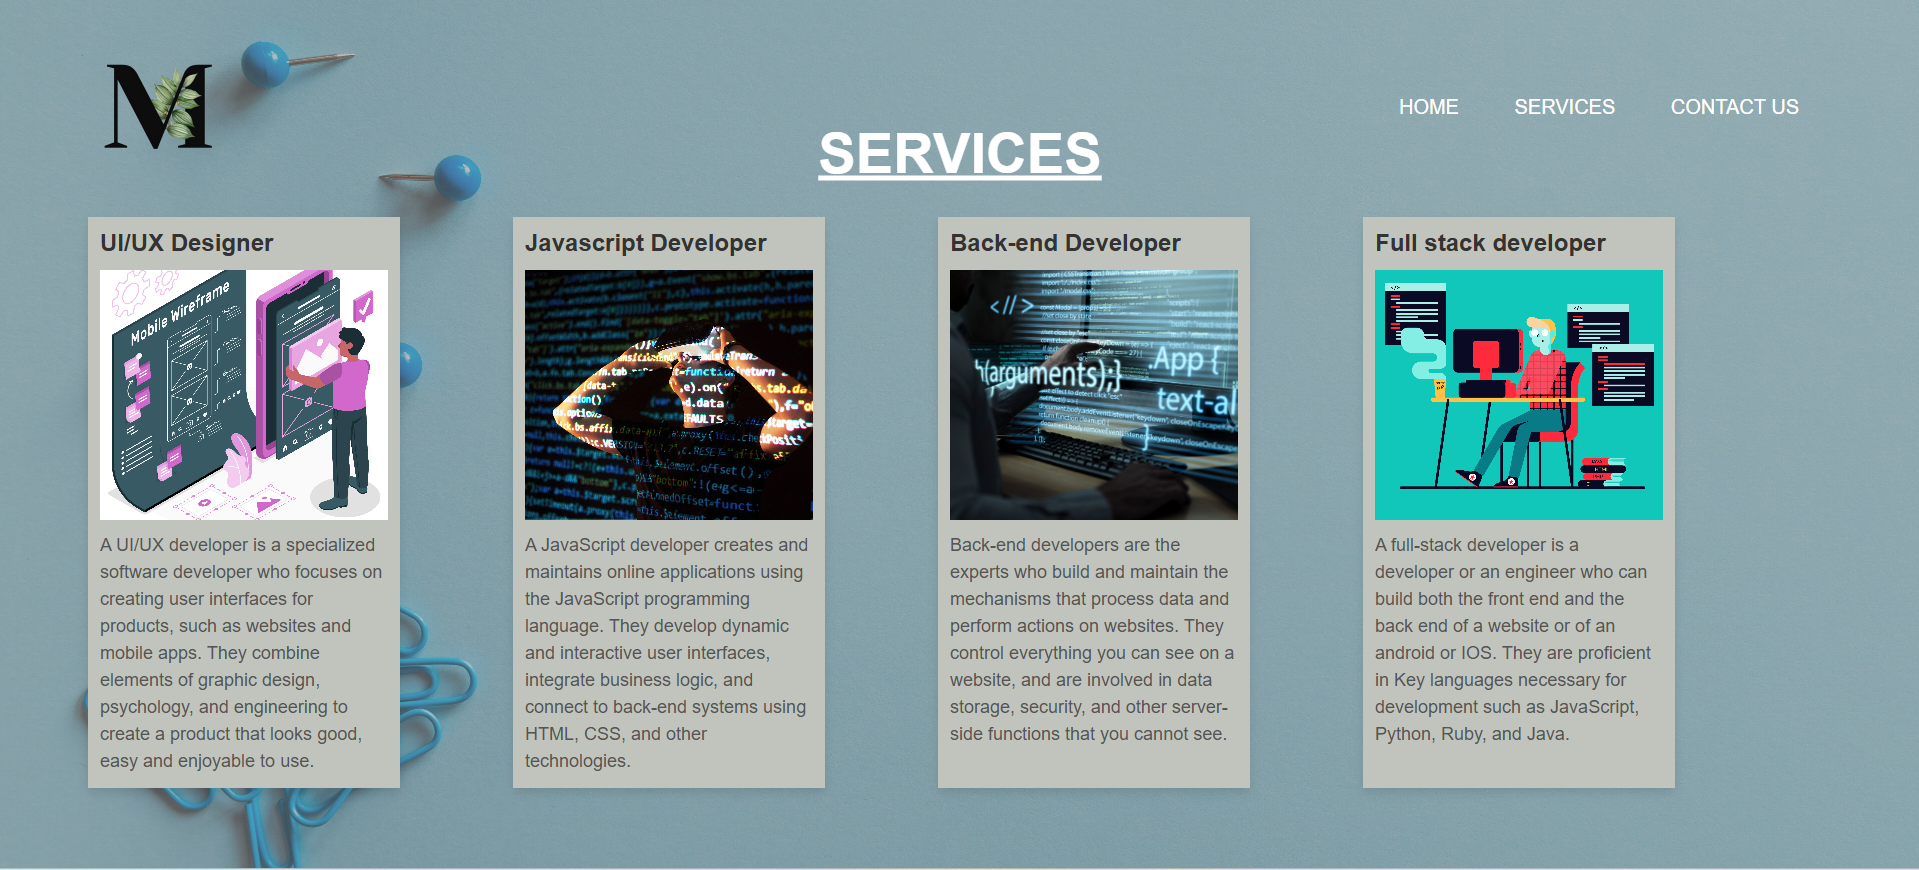 M
HOME SERVICES CONTACT US
SERVICES
UI/UX Designer
Mobile Wireframe
A UI/UX developer is a specialized
software developer who focuses on
creating user interfaces for
products, such as websites and
mobile apps. They combine
elements of graphic design,
psychology, and engineering to
create a product that looks good,
easy and enjoyable to use.
Javascript Developer
A JavaScript developer creates and
maintains online applications using
the JavaScript programming
language. They develop dynamic
and interactive user interfaces,
integrate business logic, and
connect to back-end systems using
HTML, CSS, and other
technologies.
Back-end Developer
<//>
h(arguments);}
.App {
text-al
Back-end developers are the
experts who build and maintain the
mechanisms that process data and
perform actions on websites. They
control everything you can see on a
website, and are involved in data
storage, security, and other server-
side functions that you cannot see.
Full stack developer
A full-stack developer is a
developer or an engineer who can
build both the front end and the
back end of a website or of an
android or IOS. They are proficient
in Key languages necessary for
development such as JavaScript,
Python, Ruby, and Java.